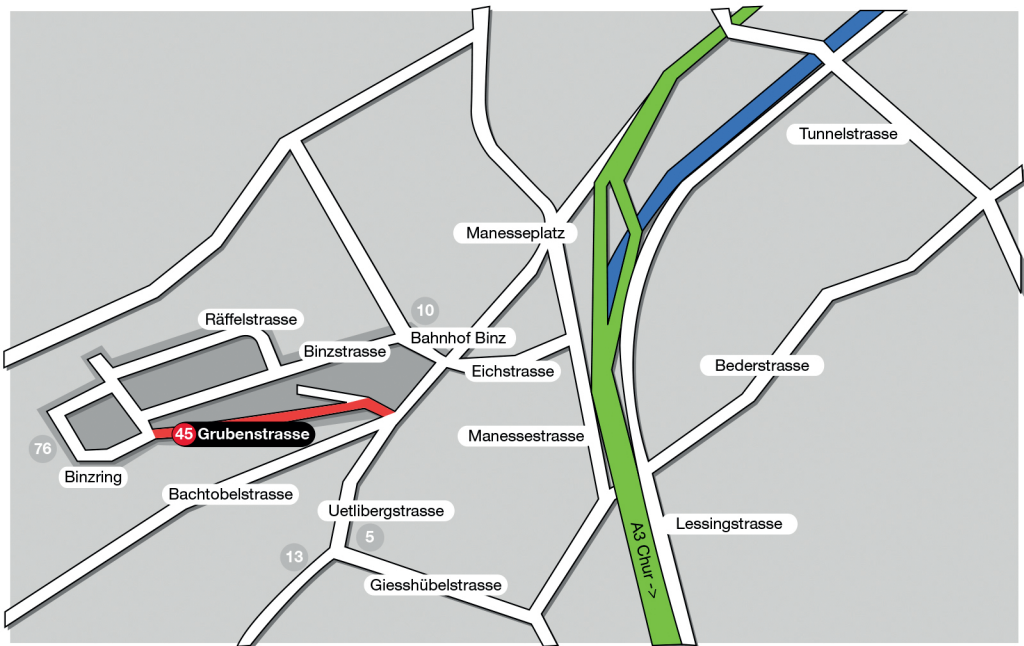 Tunnelstrasse
Manesseplatz
10
Räffelstrasse
Bahnhof Binz
Binzstrasse
Bederstrasse
Eichstrasse
45 Grubenstrasse
Manessestrasse
76
Binzring
Bachtobelstrasse
Uetlibergstrasse
Lessingstrasse
5
13
A3 Chur ->
Giesshübelstrasse